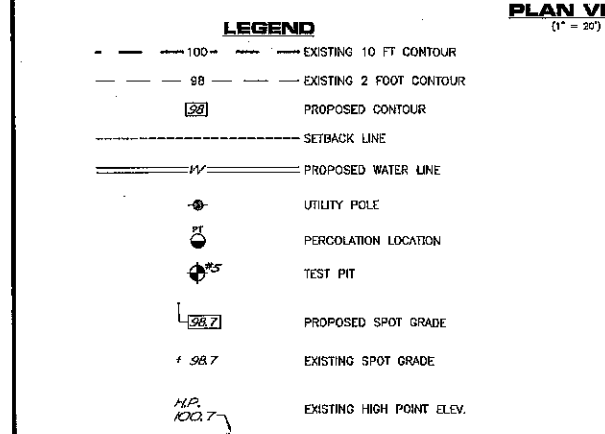 LEGEND
PLAN VI
(1" = 20')
100 EXISTING 10 FT CONTOUR
98 EXISTING 2 FOOT CONTOUR
98 PROPOSED CONTOUR
SETBACK LINE
W PROPOSED WATER LINE
UTILITY POLE
PT PERCOLATION LOCATION
#5 TEST PIT
98.7 PROPOSED SPOT GRADE
+ 98.7 EXISTING SPOT GRADE
H.P.
100.7 EXISTING HIGH POINT ELEV.